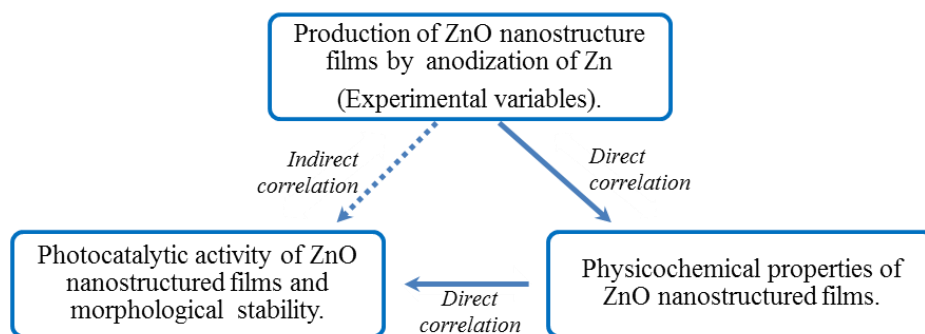 Production of ZnO nanostructure
films by anodization of Zn
(Experimental variables).
Indirect
correlation
Direct
correlation
Photocatalytic activity of ZnO
nanostructured films and
morphological stability.
Direct
correlation
Physicochemical properties of
ZnO nanostructured films.